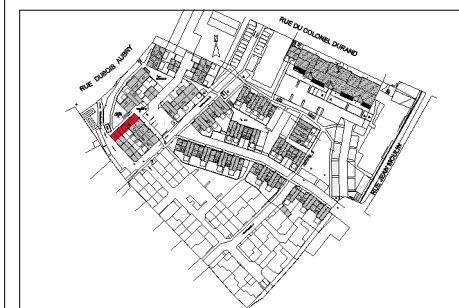 RUE DU COLONEL DURAND
RUE DUBOIS AUBRY
N
RUE JEAN MOULIN